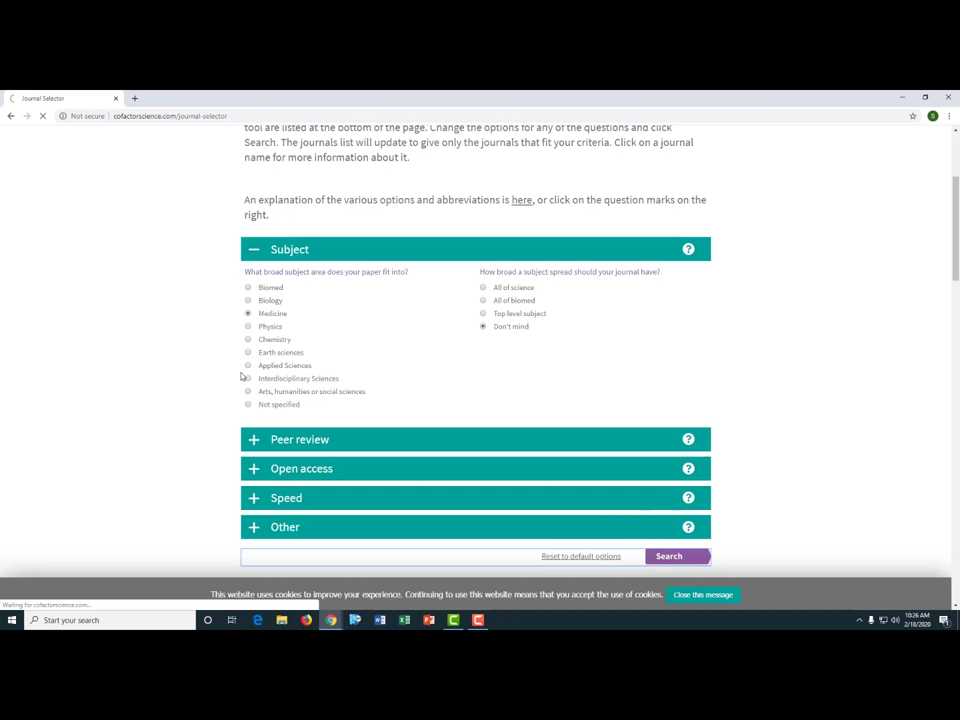 Journal Selector
Not secure
cofactorscience.com/journal-selector
S
tool are listed at the bottom of the page. Change the options for any of the questions and click
Search. The journals list will update to give only the journals that fit your criteria. Click on a journal
name for more information about it.
An explanation of the various options and abbreviations is here, or click on the question marks on the
right.
Subject
?
What broad subject area does your paper fit into?
How broad a subject spread should your journal have?
Biomed
All of science
Biology
All of biomed
Medicine
Top level subject
Physics
Don't mind
Chemistry
Earth sciences
Applied Sciences
Interdisciplinary Sciences
Arts, humanities or social sciences
Not specified
Peer review
?
Open access
?
Speed
?
Other
?
Reset to default options
Search
This website uses cookies to improve your experience. Continuing to use this website means that you accept the use of cookies.
Close this message
Waiting for cofactorscience.com...
Start your search
10:26 AM
2/18/2020